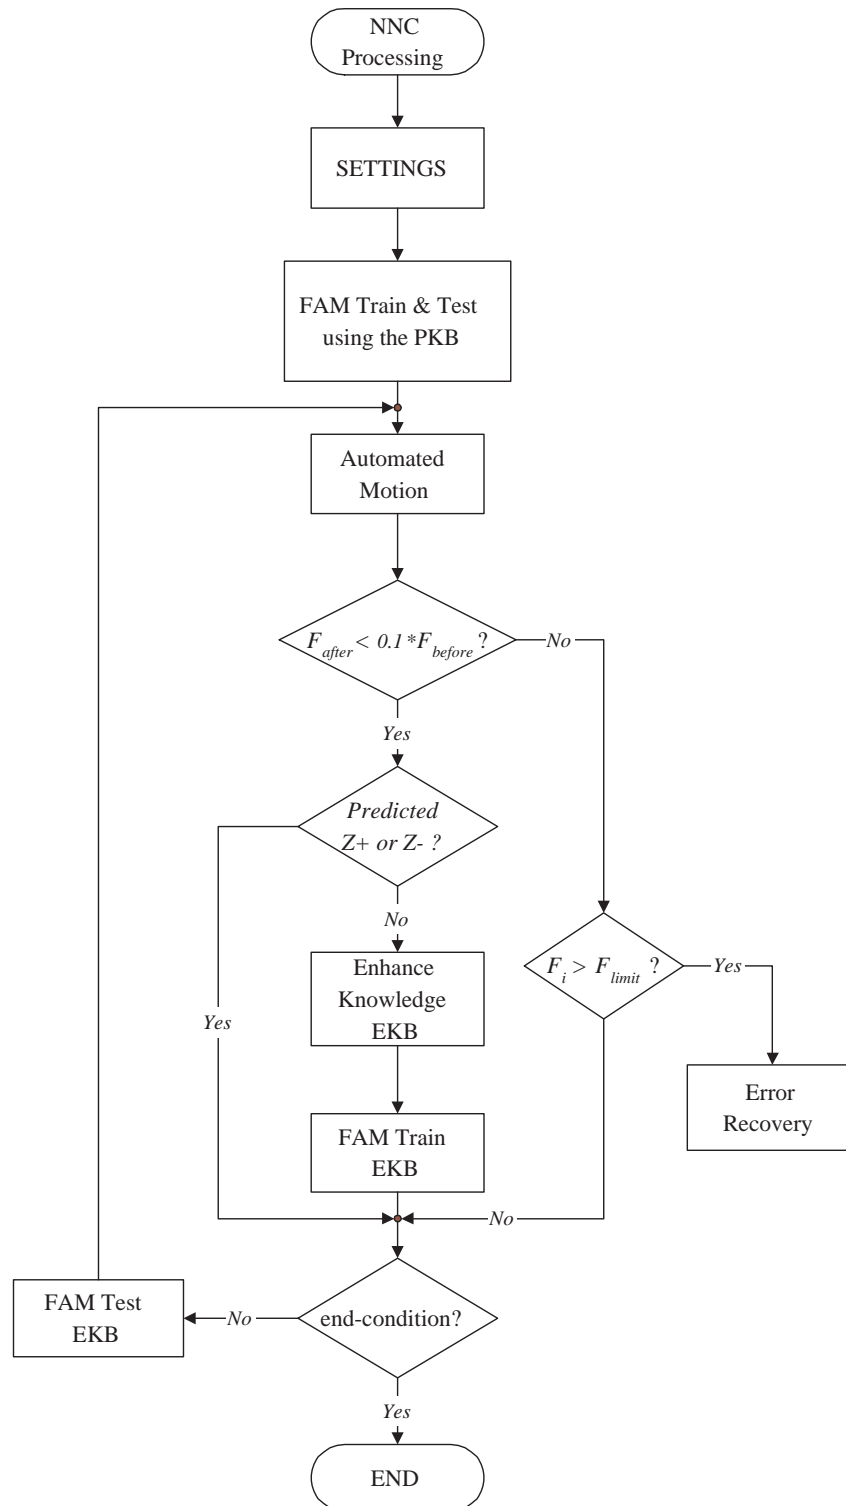 NNC
Processing
SETTINGS
FAM Train & Test
using the PKB
Automated
Motion
F_after < 0.1*F_before ?
No
Yes
Predicted
Z+ or Z- ?
No
Enhance
Knowledge
EKB
Yes
F_i > F_limit ?
Yes
Error
Recovery
FAM Train
EKB
No
FAM Test
EKB
No
end-condition?
Yes
END